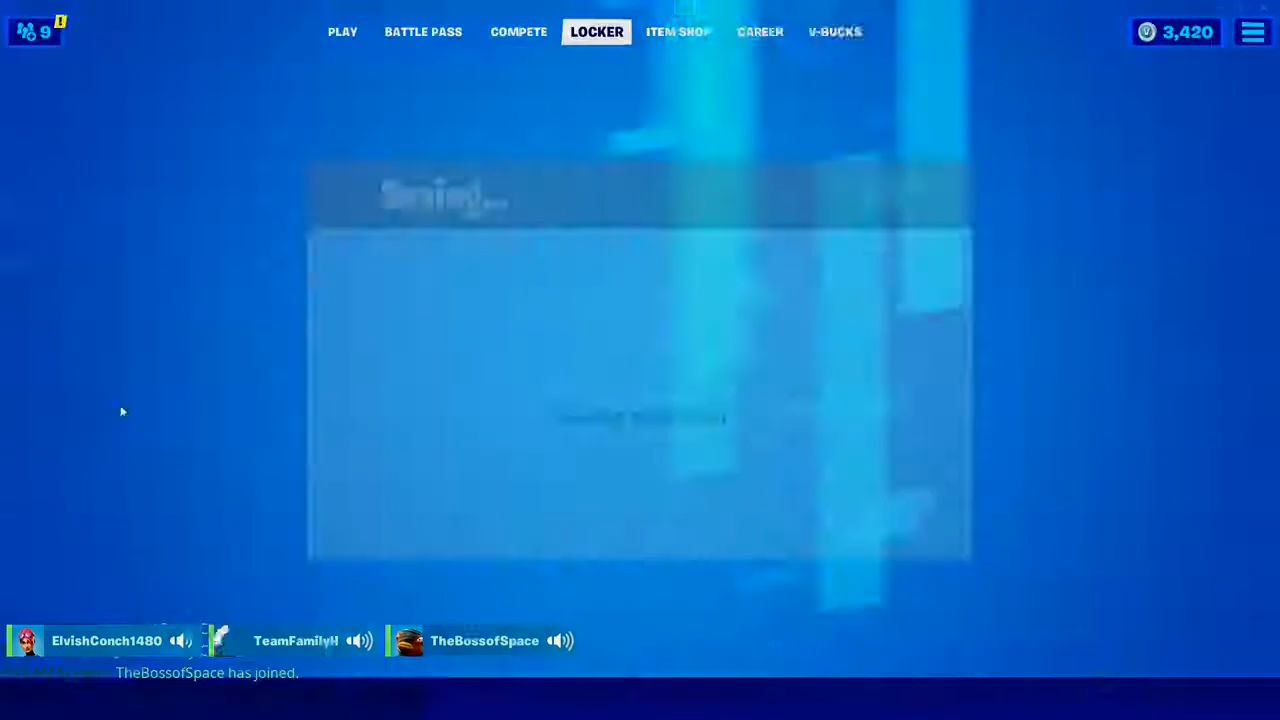 9 !
PLAY BATTLE PASS COMPETE LOCKER ITEM SHOP CAREER V-BUCKS
3,420
ElvishConch1480 TeamFamilyH TheBossofSpace
TheBossofSpace has joined.